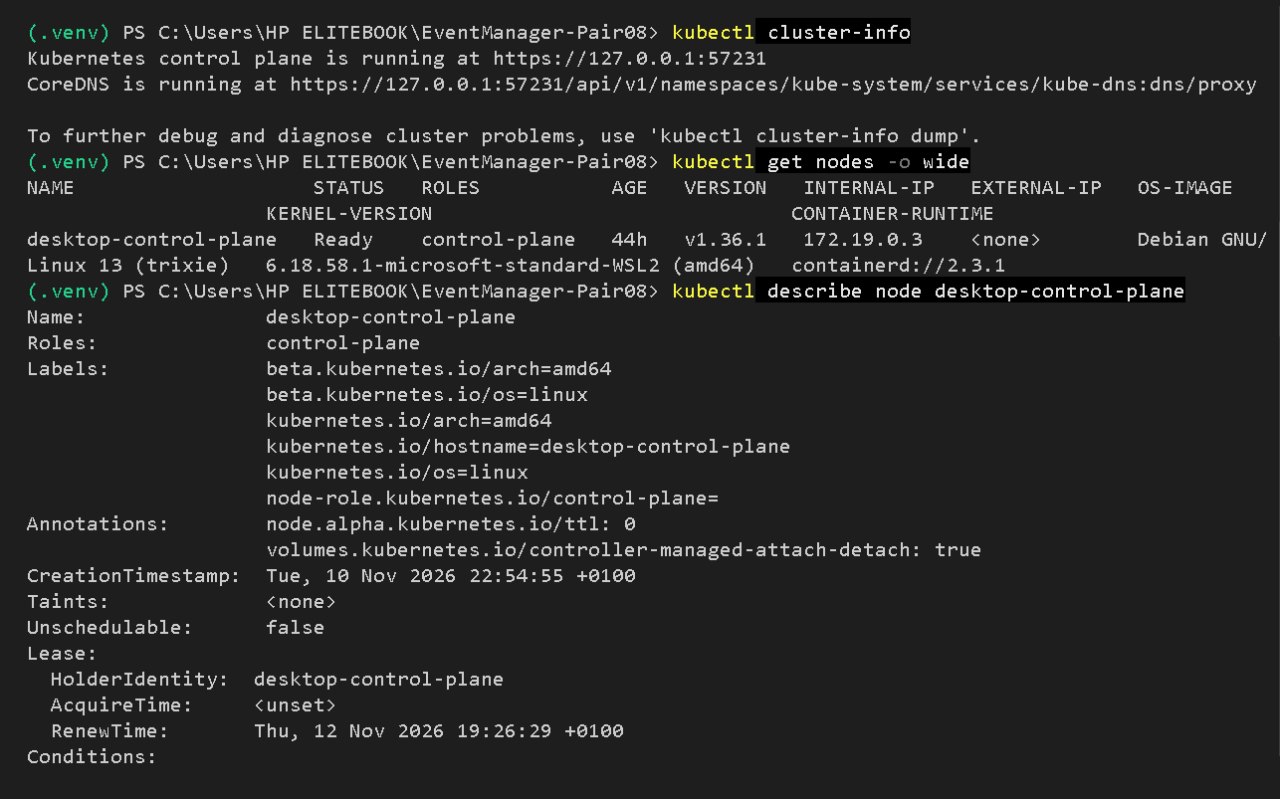 (.venv) PS C:\Users\HP ELITEBOOK\EventManager-Pair08> kubectl cluster-info
Kubernetes control plane is running at https://127.0.0.1:57231
CoreDNS is running at https://127.0.0.1:57231/api/v1/namespaces/kube-system/services/kube-dns:dns/proxy

To further debug and diagnose cluster problems, use 'kubectl cluster-info dump'.
(.venv) PS C:\Users\HP ELITEBOOK\EventManager-Pair08> kubectl get nodes -o wide
NAME                    STATUS   ROLES           AGE   VERSION   INTERNAL-IP   EXTERNAL-IP   OS-IMAGE
                    KERNEL-VERSION                              CONTAINER-RUNTIME
desktop-control-plane   Ready    control-plane   44h   v1.36.1   172.19.0.3    <none>        Debian GNU/
Linux 13 (trixie)   6.18.58.1-microsoft-standard-WSL2 (amd64)   containerd://2.3.1
(.venv) PS C:\Users\HP ELITEBOOK\EventManager-Pair08> kubectl describe node desktop-control-plane
Name:               desktop-control-plane
Roles:              control-plane
Labels:             beta.kubernetes.io/arch=amd64
                    beta.kubernetes.io/os=linux
                    kubernetes.io/arch=amd64
                    kubernetes.io/hostname=desktop-control-plane
                    kubernetes.io/os=linux
                    node-role.kubernetes.io/control-plane=
Annotations:        node.alpha.kubernetes.io/ttl: 0
                    volumes.kubernetes.io/controller-managed-attach-detach: true
CreationTimestamp:  Tue, 10 Nov 2026 22:54:55 +0100
Taints:             <none>
Unschedulable:      false
Lease:
  HolderIdentity:  desktop-control-plane
  AcquireTime:     <unset>
  RenewTime:       Thu, 12 Nov 2026 19:26:29 +0100
Conditions: